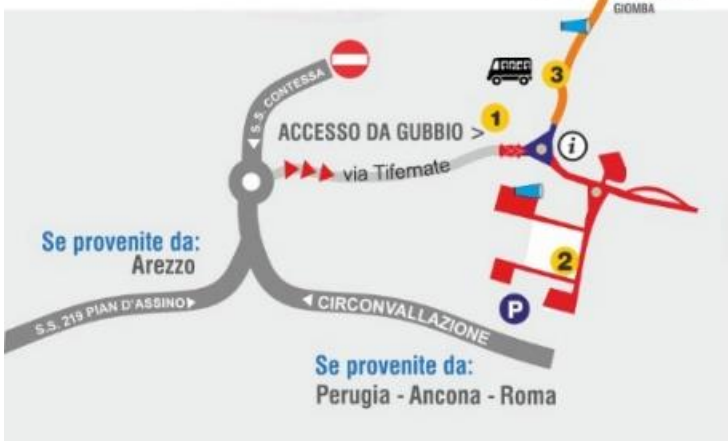 GIOMBA
S.S. CONTESSA
3
1
ACCESSO DA GUBBIO >
i
via Tifernate
Se provenite da:
Arezzo
2
S.S. 219 PIAN D'ASSINO
P
CIRCONVALLAZIONE
Se provenite da:
Perugia - Ancona - Roma